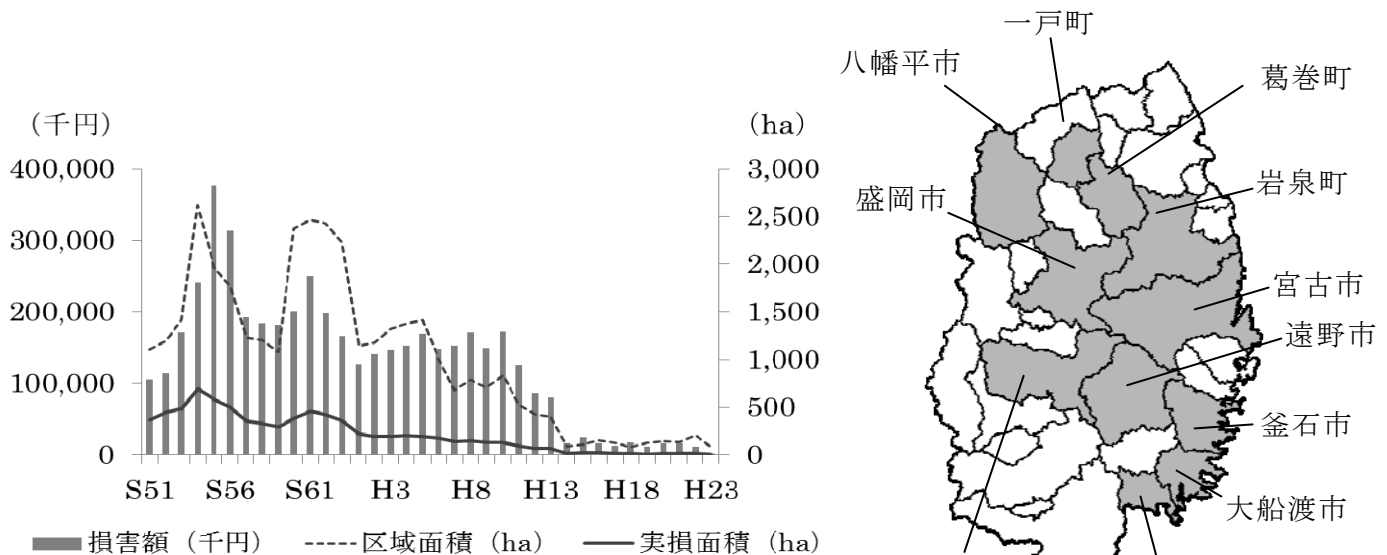 （千円）
（ha）
400,000
300,000
200,000
100,000
0
3,000
2,500
2,000
1,500
1,000
500
0
S51 S56 S61 H3 H8 H13 H18 H23
損害額（千円） 区域面積（ha） 実損面積（ha）
一戸町
八幡平市
葛巻町
盛岡市
岩泉町
宮古市
遠野市
釜石市
大船渡市